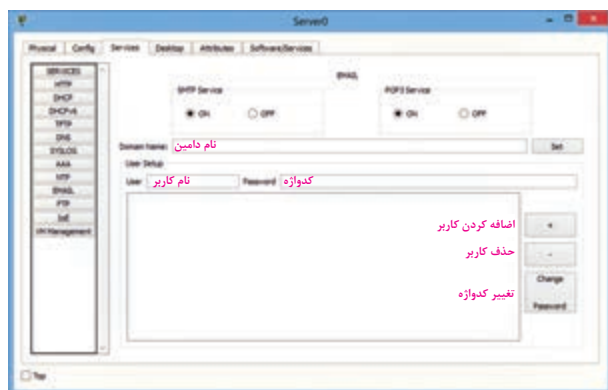 Server0
Physical Config Services Desktop Attributes Software/Services
SERVICES
HTTP
DHCP
DHCPv6
TFTP
DNS
SYSLOG
AAA
NTP
EMAIL
FTP
IoE
VM Management
EMAIL
SMTP Service
ON OFF
POP3 Service
ON OFF
Domain Name: نام دامین Set
User Setup
User نام کاربر Password کدواژه
اضافه کردن کاربر +
حذف کاربر -
تغییر کدواژه Change Password
Top